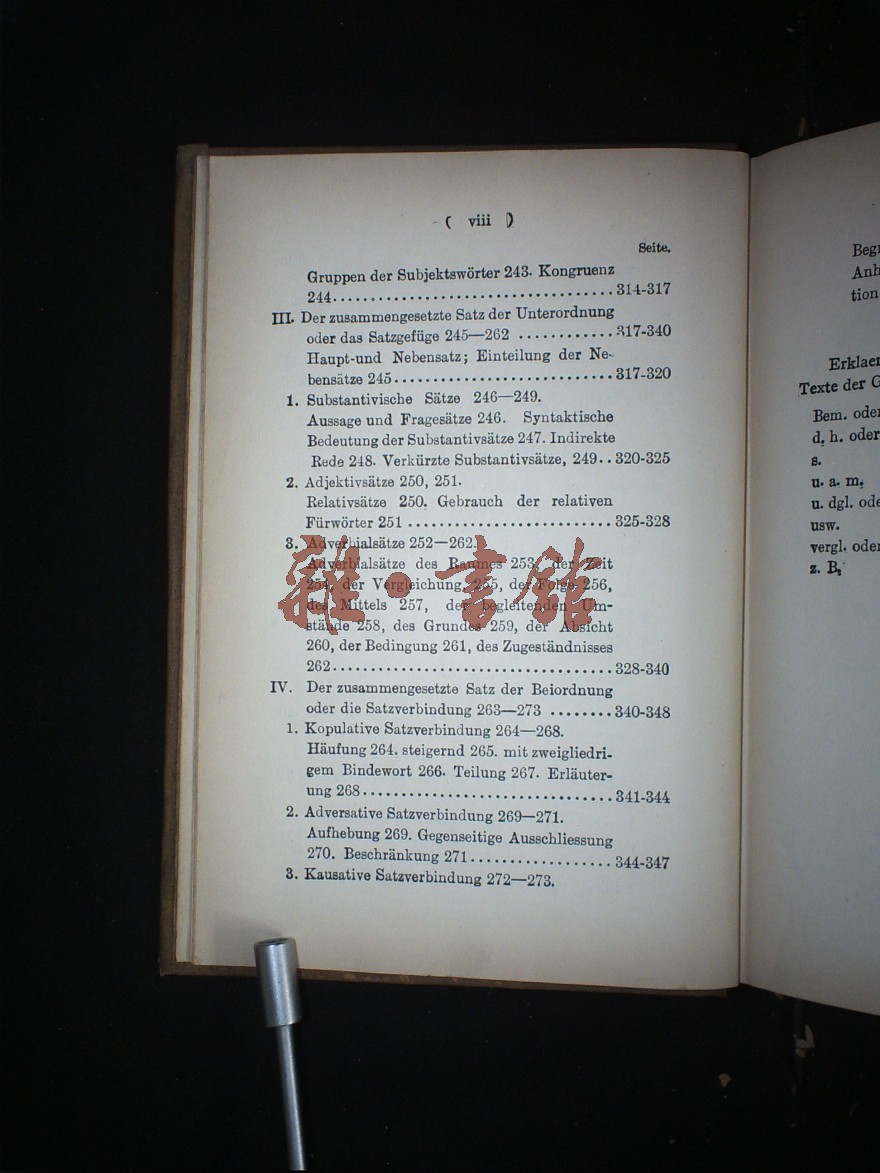 ( viii )
Seite.
Gruppen der Subjektswörter 243. Kongruenz
244.....................................314-317
III. Der zusammengesetzte Satz der Unterordnung
oder das Satzgefüge 245—262 ............317-340
Haupt-und Nebensatz; Einteilung der Ne-
bensätze 245.............................317-320
1. Substantivische Sätze 246—249.
Aussage und Fragesätze 246. Syntaktische
Bedeutung der Substantivsätze 247. Indirekte
Rede 248. Verkürzte Substantivsätze, 249..320-325
2. Adjektivsätze 250, 251.
Relativsätze 250. Gebrauch der relativen
Fürwörter 251 ...........................325-328
3. Adverbialsätze 252—262.
Adverbialsätze des Raumes 253, der Zeit
254, der Vergleichung, 255, der Folge 256,
des Mittels 257, der begleitenden Um-
stände 258, des Grundes 259, der Absicht
260, der Bedingung 261, des Zugeständnisses
262.....................................328-340
IV. Der zusammengesetzte Satz der Beiordnung
oder die Satzverbindung 263—273 ........340-348
1. Kopulative Satzverbindung 264—268.
Häufung 264. steigernd 265. mit zweigliedri-
gem Bindewort 266. Teilung 267. Erläuter-
ung 268.................................341-344
2. Adversative Satzverbindung 269—271.
Aufhebung 269. Gegenseitige Ausschliessung
270. Beschränkung 271...................344-347
3. Kausative Satzverbindung 272—273.
雜·書館
tion
Texte der
Bem.
d. h. oder
s.
u. a. m.
u. dgl.
usw.
vergl.
z. B.